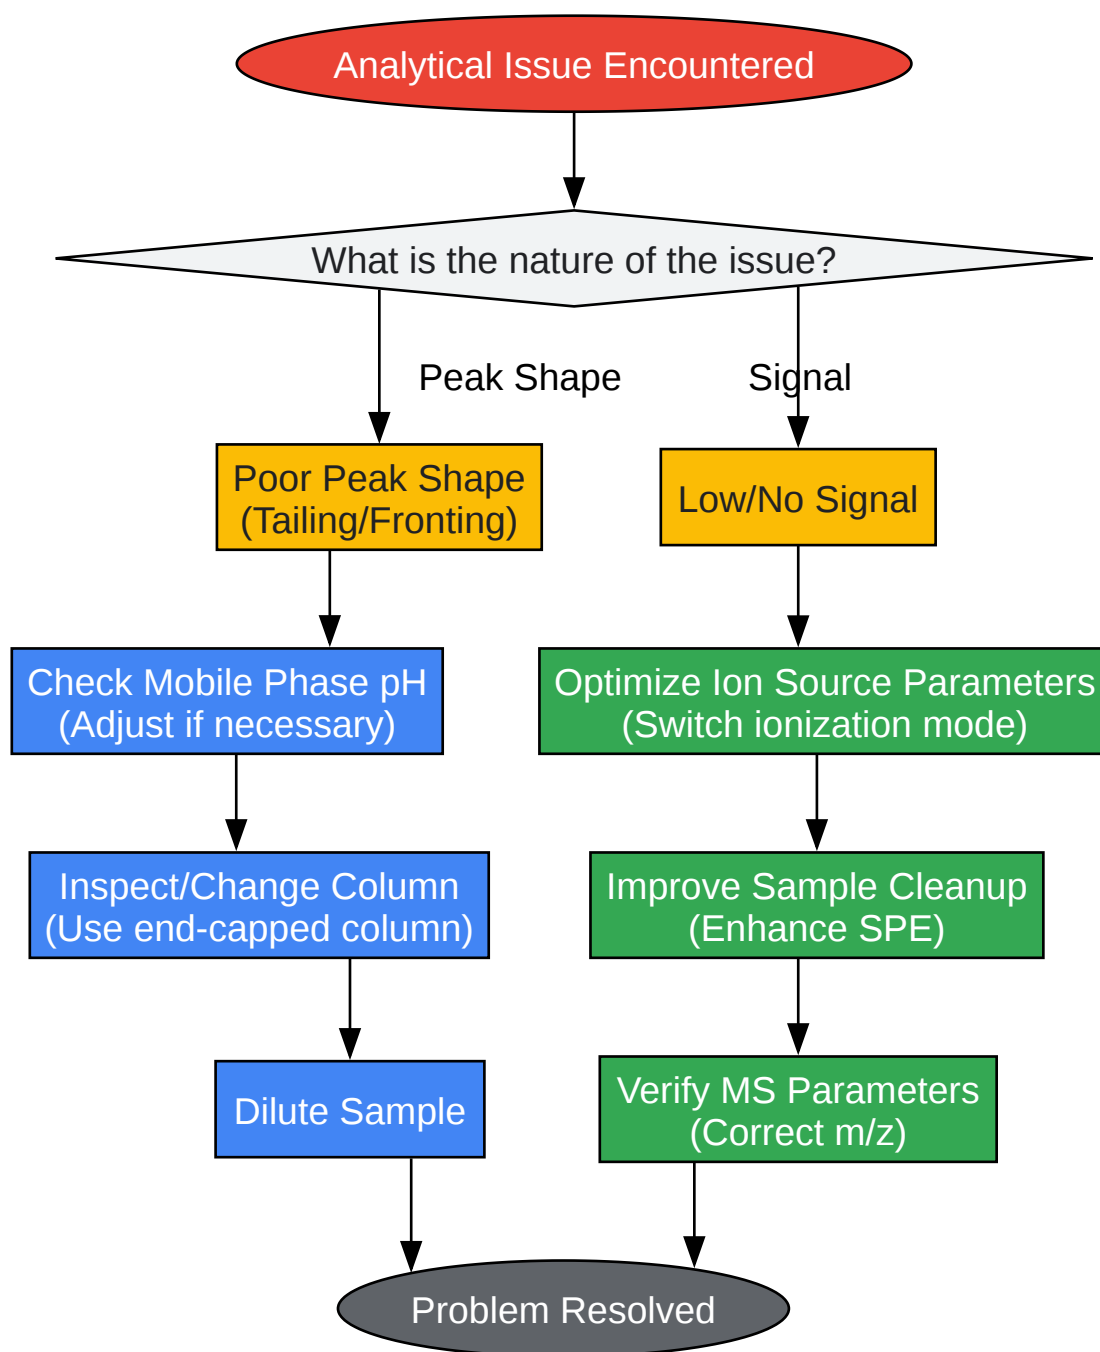 Analytical Issue Encountered
What is the nature of the issue?
Peak Shape
Signal
Poor Peak Shape
(Tailing/Fronting)
Low/No Signal
Check Mobile Phase pH
(Adjust if necessary)
Optimize Ion Source Parameters
(Switch ionization mode)
Inspect/Change Column
(Use end-capped column)
Improve Sample Cleanup
(Enhance SPE)
Dilute Sample
Verify MS Parameters
(Correct m/z)
Problem Resolved